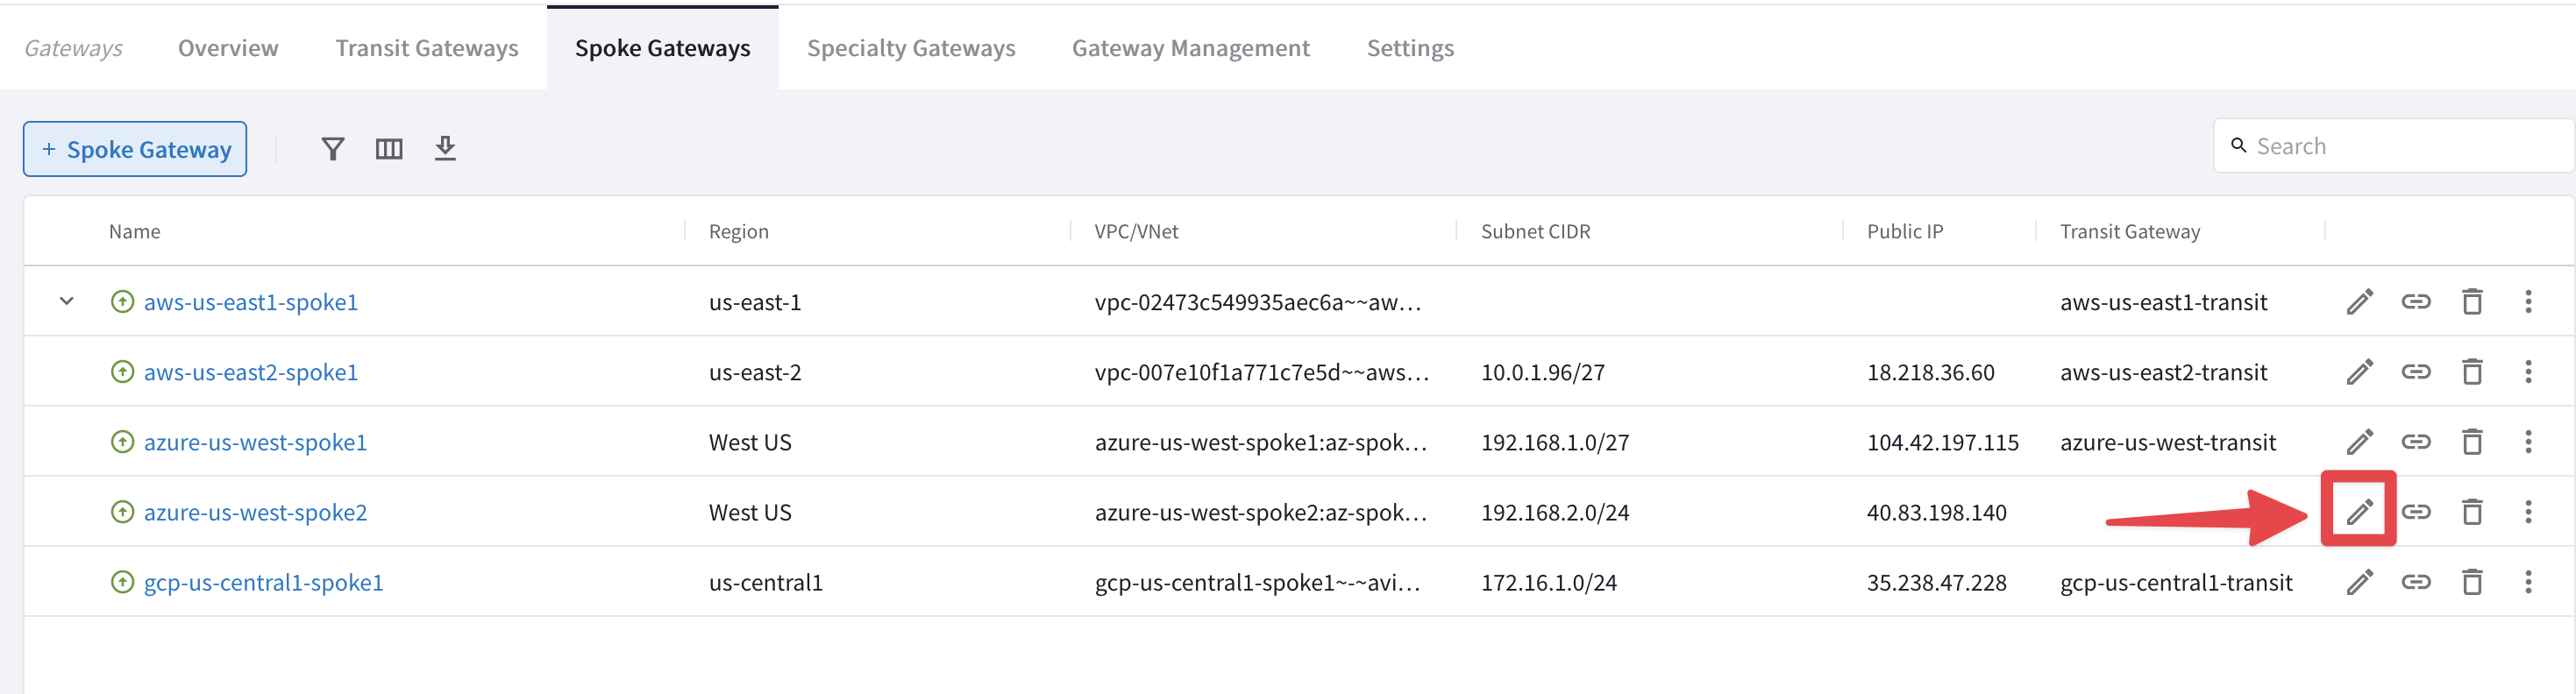 Gateways Overview Transit Gateways Spoke Gateways Specialty Gateways Gateway Management Settings
+ Spoke Gateway Search
Name Region VPC/VNet Subnet CIDR Public IP Transit Gateway
aws-us-east1-spoke1 us-east-1 vpc-02473c549935aec6a~~aw... aws-us-east1-transit
aws-us-east2-spoke1 us-east-2 vpc-007e10f1a771c7e5d~~aws... 10.0.1.96/27 18.218.36.60 aws-us-east2-transit
azure-us-west-spoke1 West US azure-us-west-spoke1:az-spok... 192.168.1.0/27 104.42.197.115 azure-us-west-transit
azure-us-west-spoke2 West US azure-us-west-spoke2:az-spok... 192.168.2.0/24 40.83.198.140
gcp-us-central1-spoke1 us-central1 gcp-us-central1-spoke1~-~avi... 172.16.1.0/24 35.238.47.228 gcp-us-central1-transit